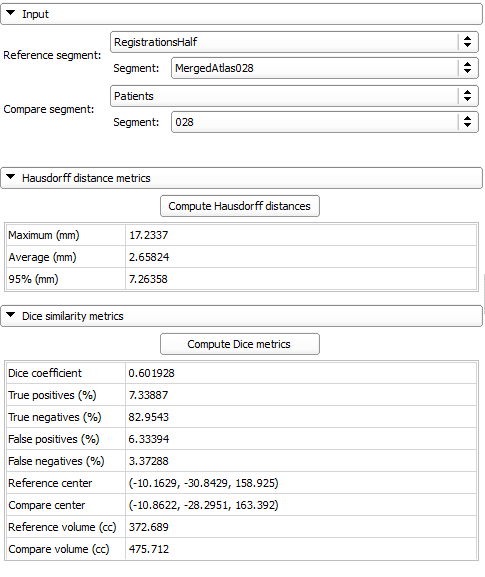 Input
Reference segment:
RegistrationsHalf
Segment: MergedAtlas028
Compare segment:
Patients
Segment: 028
Hausdorff distance metrics
Compute Hausdorff distances
Maximum (mm) 17.2337
Average (mm) 2.65824
95% (mm) 7.26358
Dice similarity metrics
Compute Dice metrics
Dice coefficient 0.601928
True positives (%) 7.33887
True negatives (%) 82.9543
False positives (%) 6.33394
False negatives (%) 3.37288
Reference center (-10.1629, -30.8429, 158.925)
Compare center (-10.8622, -28.2951, 163.392)
Reference volume (cc) 372.689
Compare volume (cc) 475.712